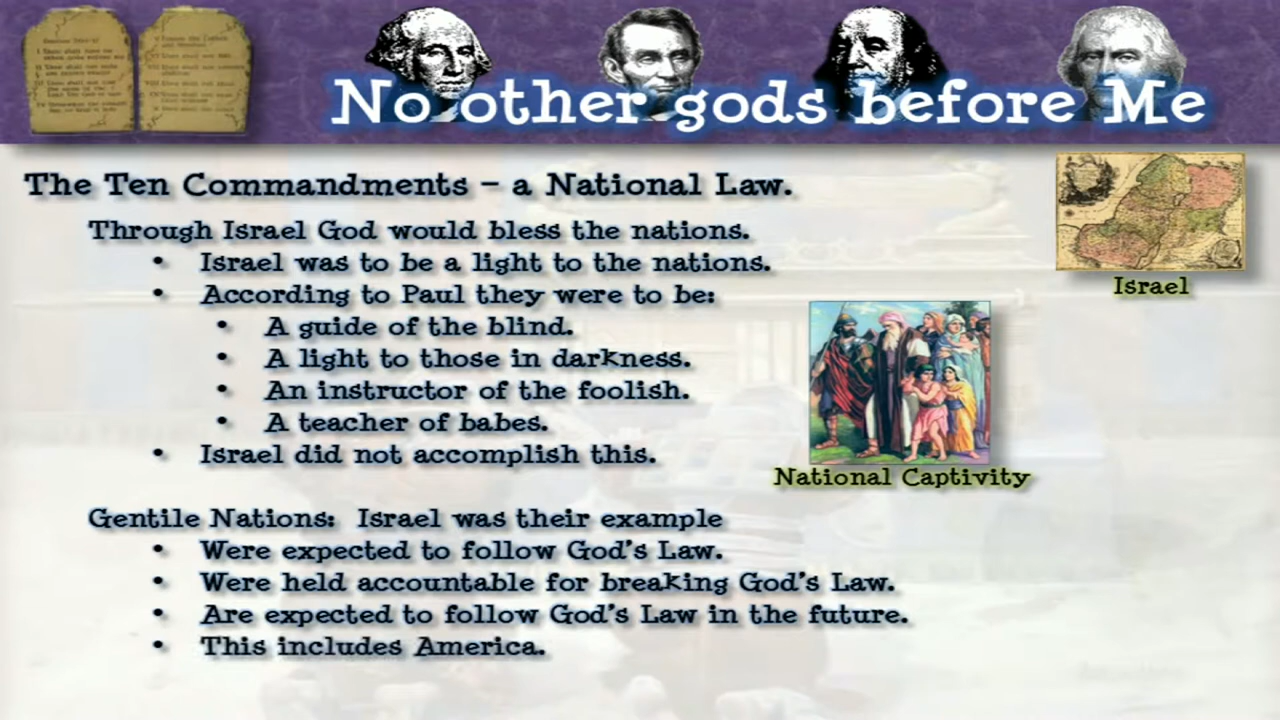 No other gods before Me
The Ten Commandments – a National Law.
Through Israel God would bless the nations.
• Israel was to be a light to the nations.
• According to Paul they were to be:
• A guide of the blind.
• A light to those in darkness.
• An instructor of the foolish.
• A teacher of babes.
• Israel did not accomplish this.
Israel
National Captivity
Gentile Nations: Israel was their example
• Were expected to follow God's Law.
• Were held accountable for breaking God's Law.
• Are expected to follow God's Law in the future.
• This includes America.